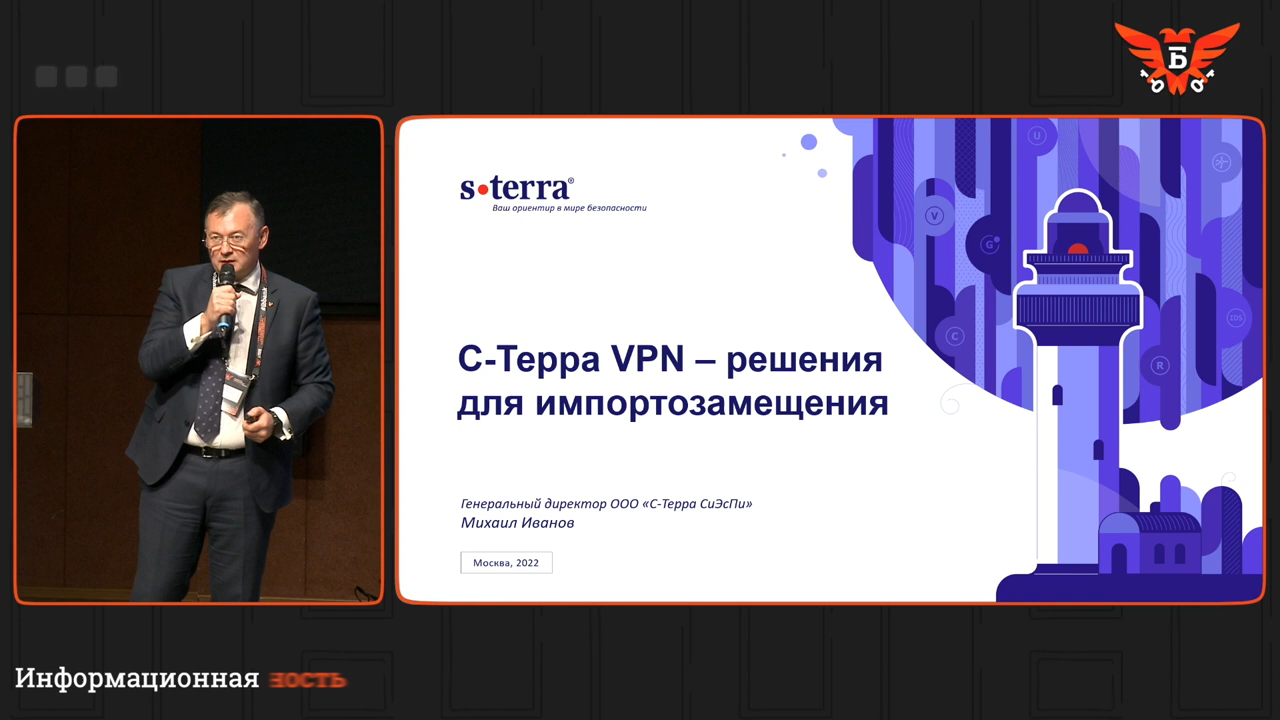 Б
s•terra®
Ваш ориентир в мире безопасности
U
V
G
C
R
IDS
С-Терра VPN – решения
для импортозамещения
Генеральный директор ООО «С-Терра СиЭсПи»
Михаил Иванов
Москва, 2022
Информационная